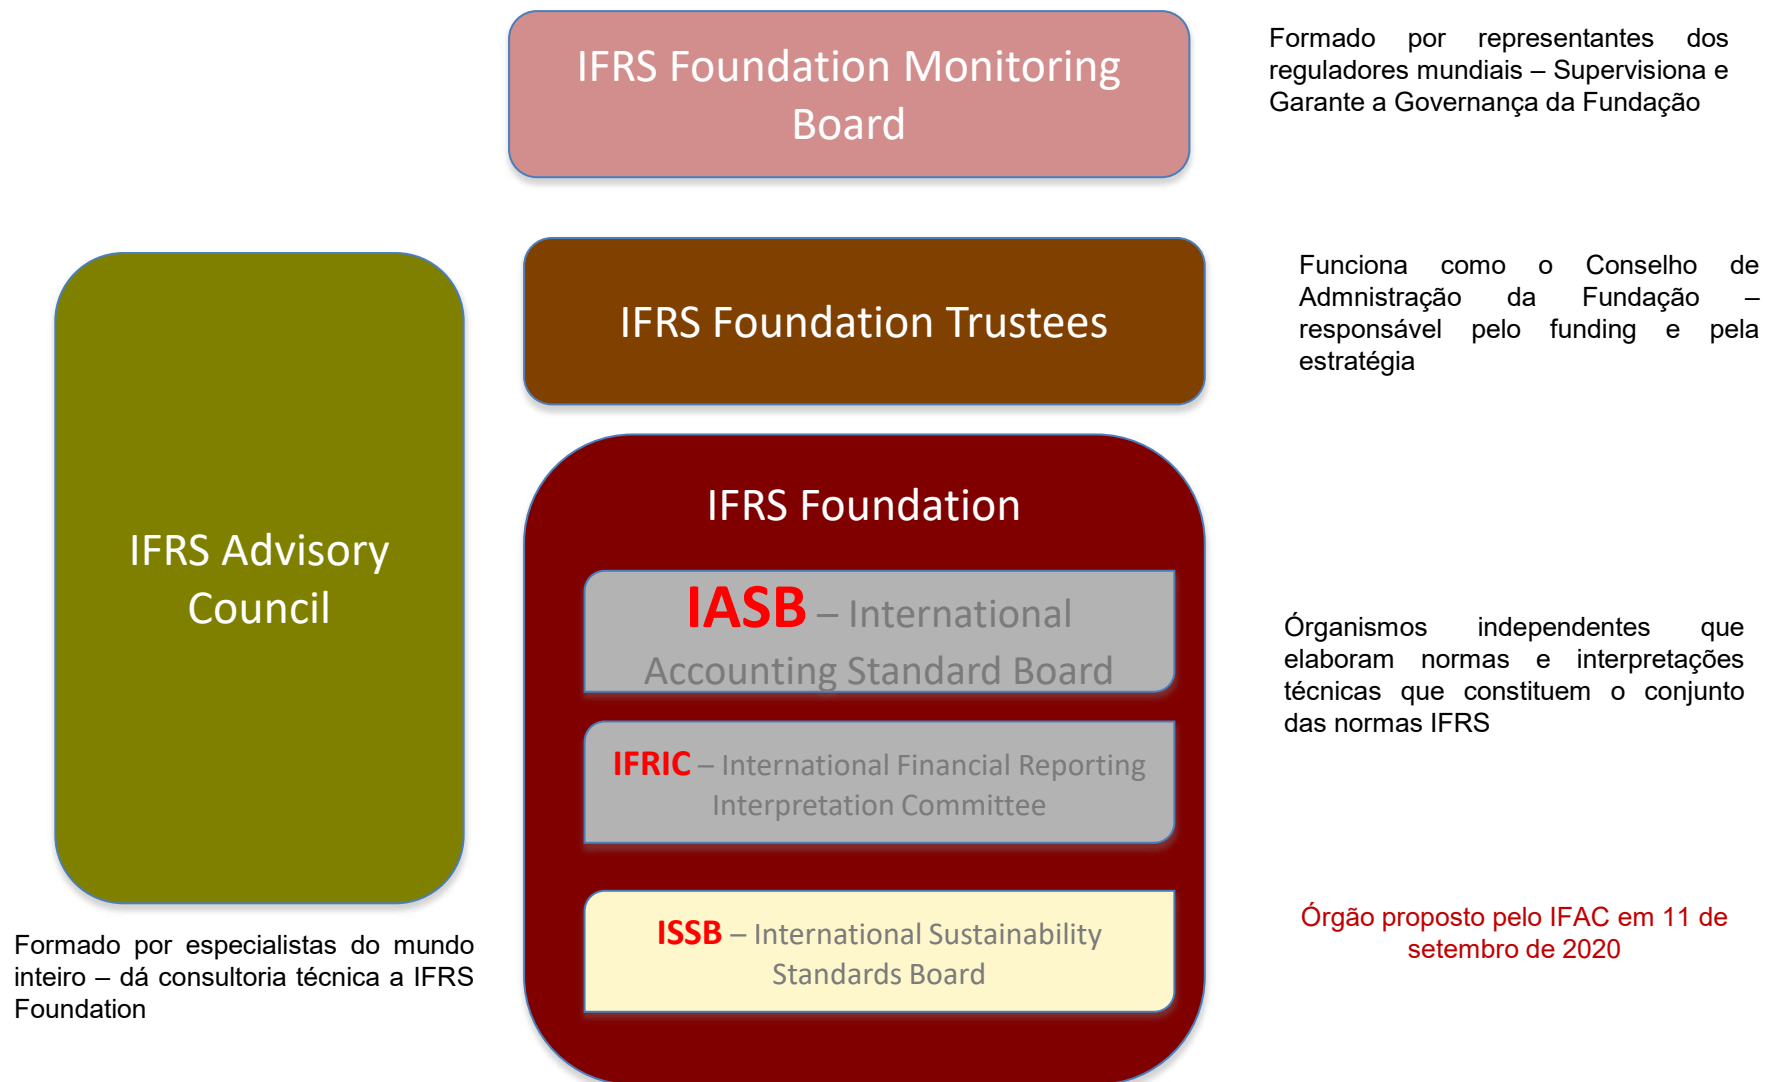 IFRS Foundation Monitoring
Board
Formado por representantes dos
reguladores mundiais – Supervisiona e
Garante a Governança da Fundação
IFRS Foundation Trustees
Funciona como o Conselho de
Admnistração da Fundação –
responsável pelo funding e pela
estratégia
IFRS Advisory
Council
Formado por especialistas do mundo
inteiro – dá consultoria técnica a IFRS
Foundation
IFRS Foundation
IASB – International
Accounting Standard Board
IFRIC – International Financial Reporting
Interpretation Committee
Órganismos independentes que
elaboram normas e interpretações
técnicas que constituem o conjunto
das normas IFRS
ISSB – International Sustainability
Standards Board
Órgão proposto pelo IFAC em 11 de
setembro de 2020